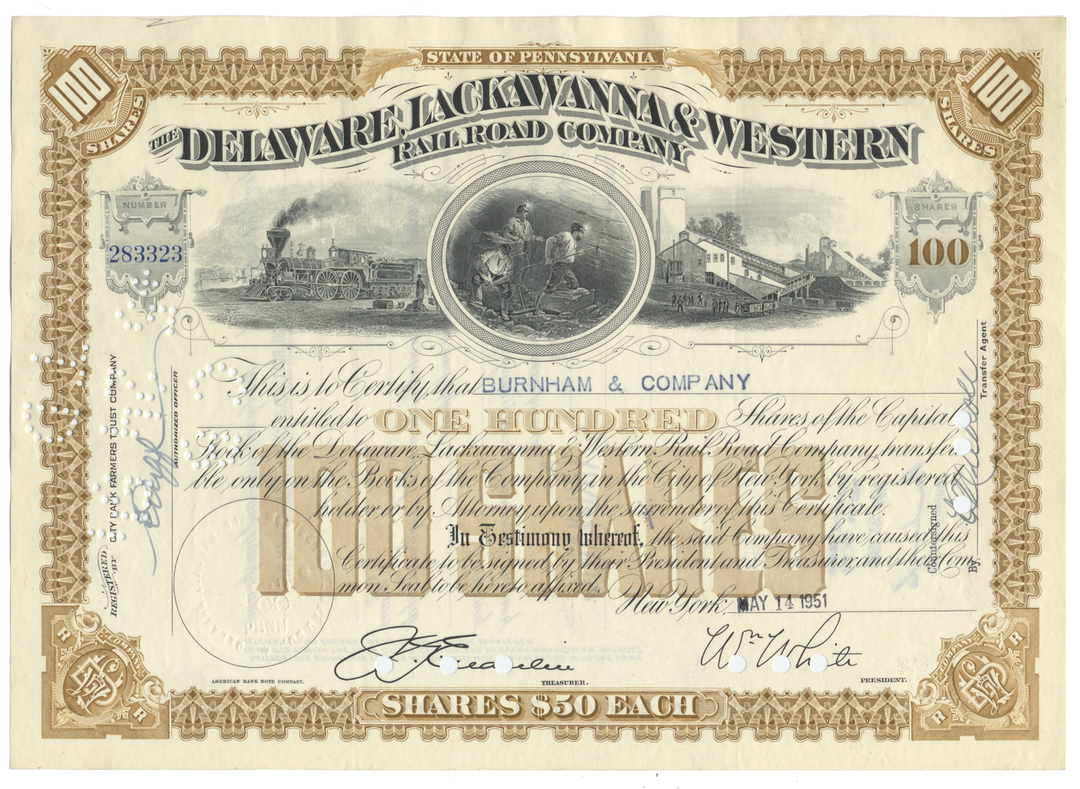 STATE OF PENNSYLVANIA
100 SHARES
100 SHARES
THE DELAWARE, LACKAWANNA & WESTERN
RAIL ROAD COMPANY
NUMBER
283323
SHARES
100
This is to Certify, that BURNHAM & COMPANY
entitled to ONE HUNDRED Shares of the Capital
Stock of the Delaware, Lackawanna & Western Rail Road Company, transfera
ble only on the Books of the Company, in the City of New York by registered
holder or by Attorney upon the surrender of this Certificate.
In Testimony whereof, the said Company have caused this
Certificate to be signed by their President and Treasurer, and their Com
mon Seal to be hereto affixed.
New York, MAY 14 1951
100 SHARES
REGISTERED
BY CITY BANK FARMERS TRUST COMPANY
AUTHORIZED OFFICER
Countersigned
By
Transfer Agent
Wm White
AMERICAN BANK NOTE COMPANY.
TREASURER.
PRESIDENT.
COMPANY
R R
COMPANY
R R
SHARES $50 EACH